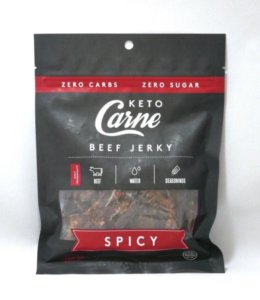 ZERO CARBS ZERO SUGAR
KETO
Carne
BEEF JERKY
BEEF WATER SEASONINGS
SPICY